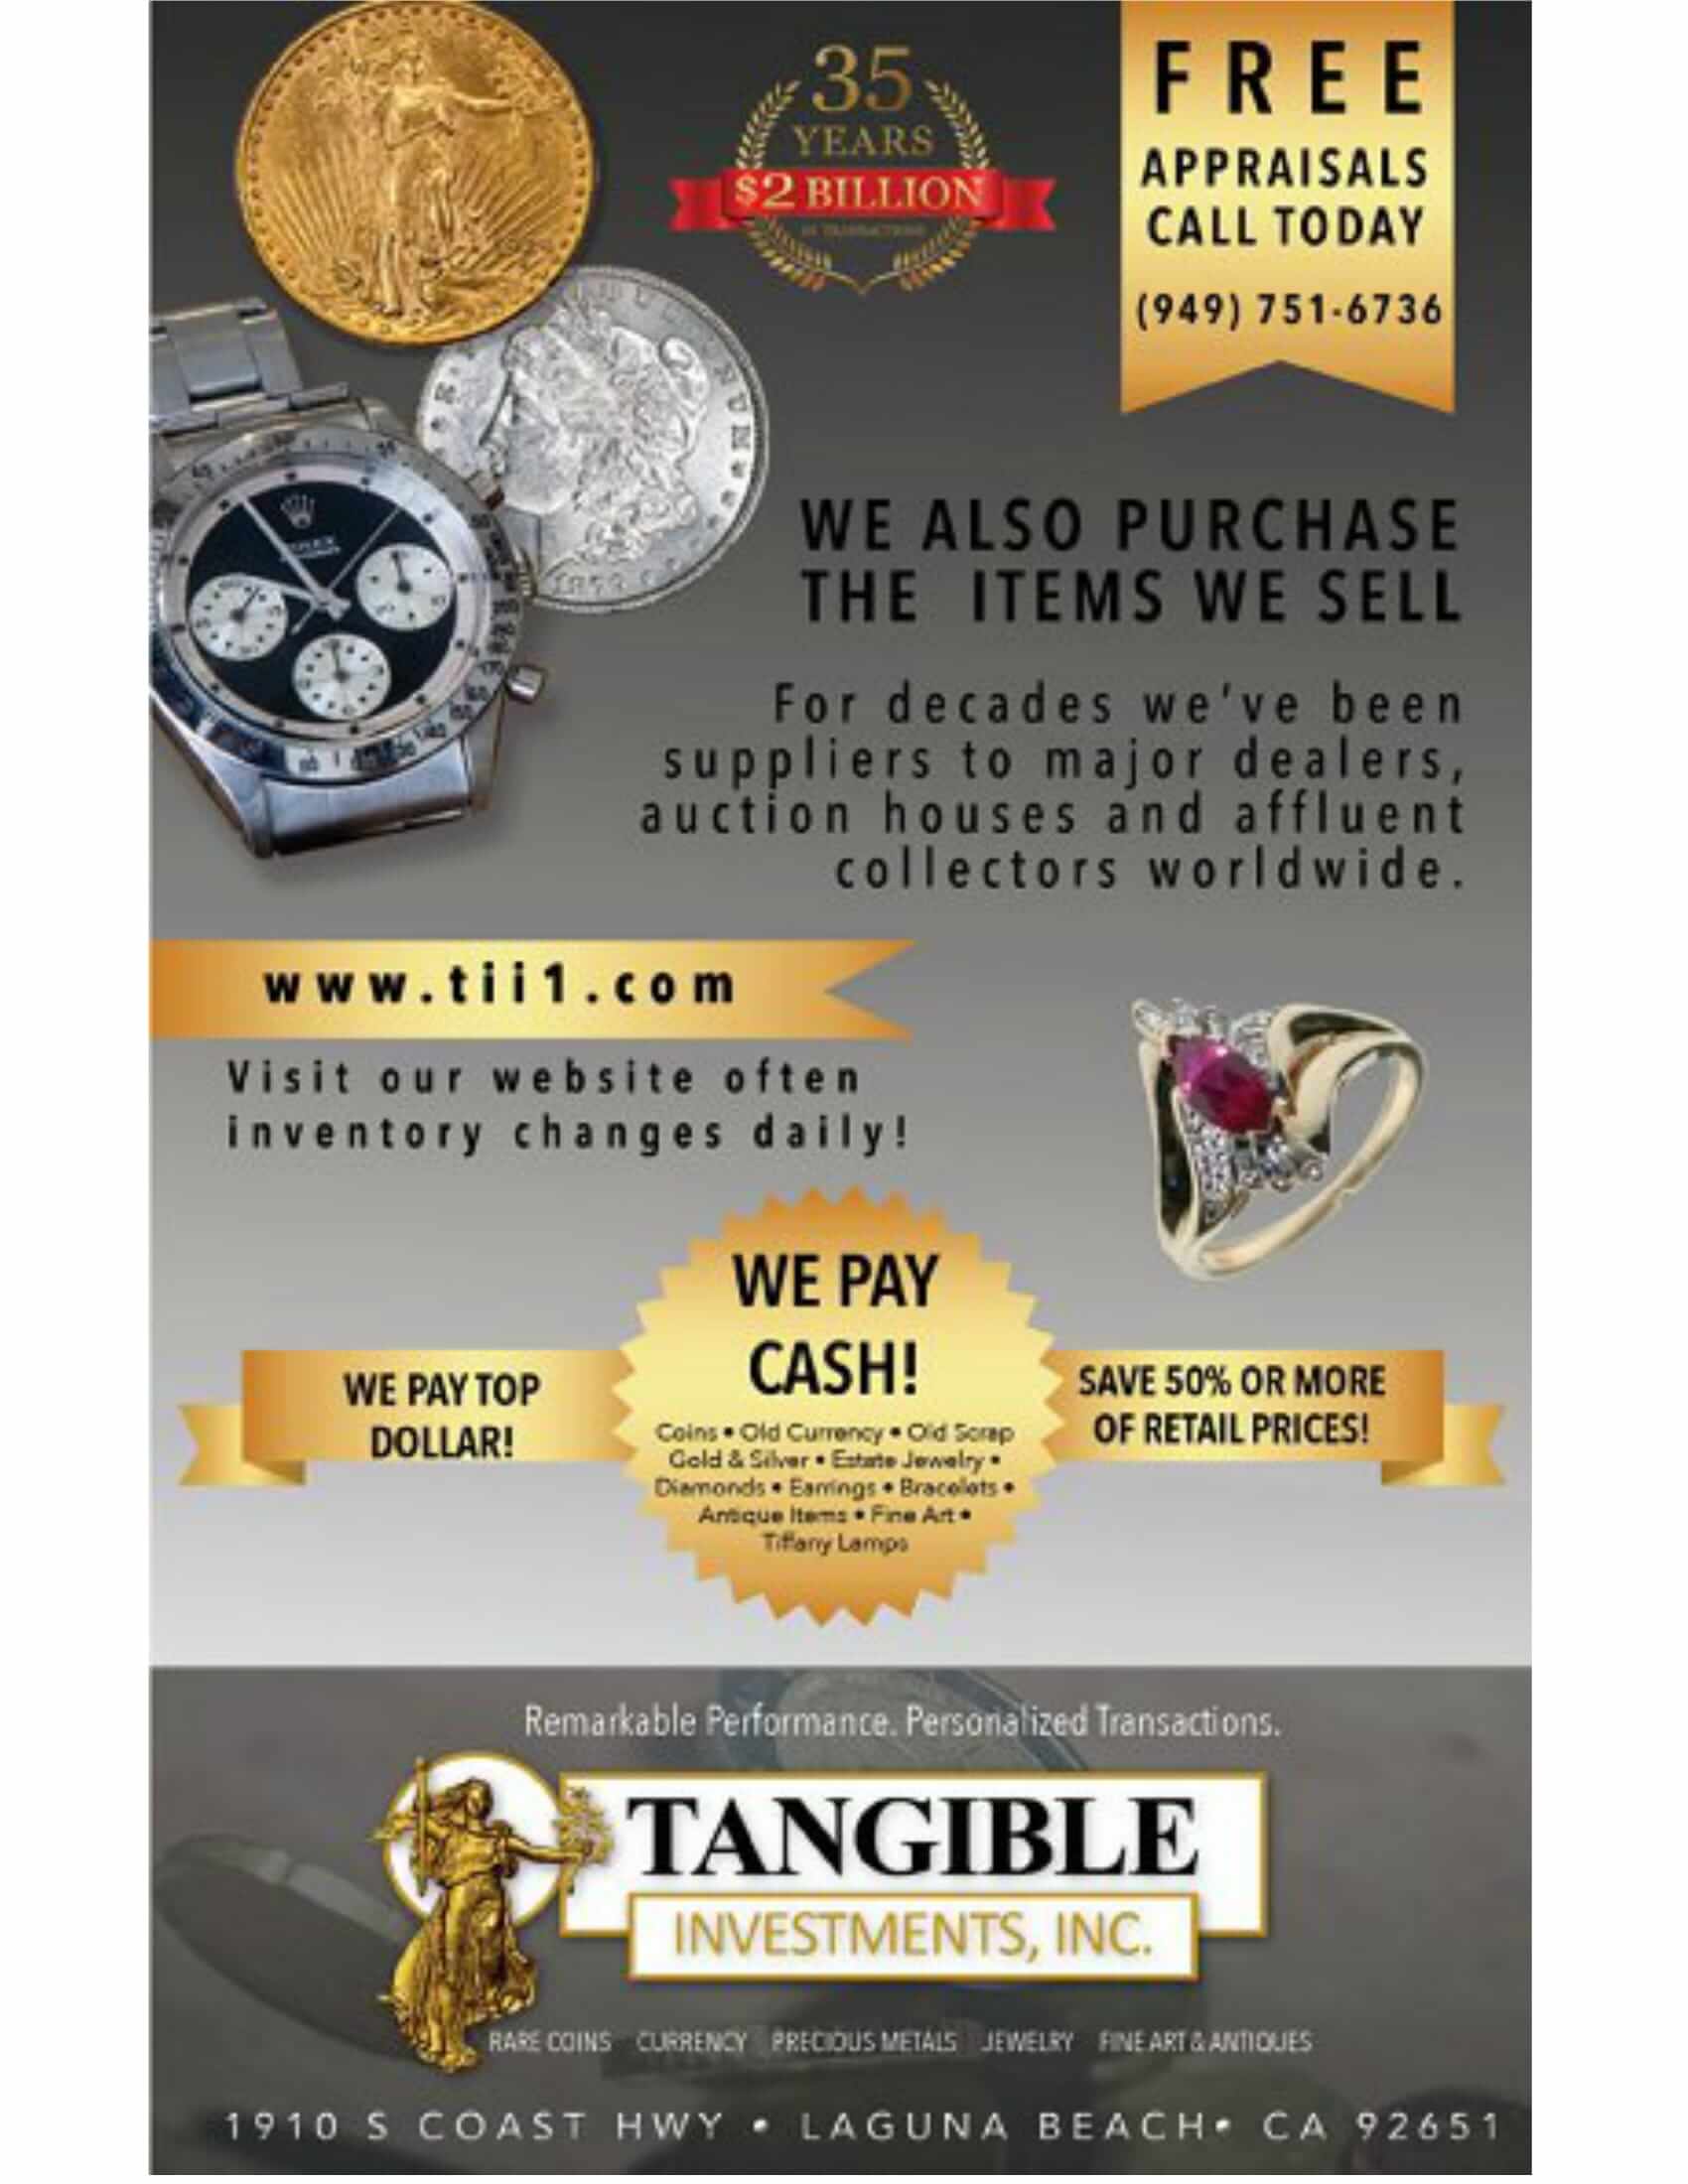 35
YEARS
$2 BILLION
IN TRANSACTIONS
FREE
APPRAISALS
CALL TODAY
(949) 751-6736
WE ALSO PURCHASE
THE ITEMS WE SELL
For decades we've been
suppliers to major dealers,
auction houses and affluent
collectors worldwide.
www.tii1.com
Visit our website often
inventory changes daily!
WE PAY
CASH!
Coins • Old Currency • Old Scrap
Gold & Silver • Estate Jewelry •
Diamonds • Earrings • Bracelets •
Antique Items • Fine Art •
Tiffany Lamps
WE PAY TOP
DOLLAR!
SAVE 50% OR MORE
OF RETAIL PRICES!
Remarkable Performance. Personalized Transactions.
TANGIBLE
INVESTMENTS, INC.
RARE COINS CURRENCY PRECIOUS METALS JEWELRY FINE ART & ANTIQUES
1910 S COAST HWY • LAGUNA BEACH • CA 92651